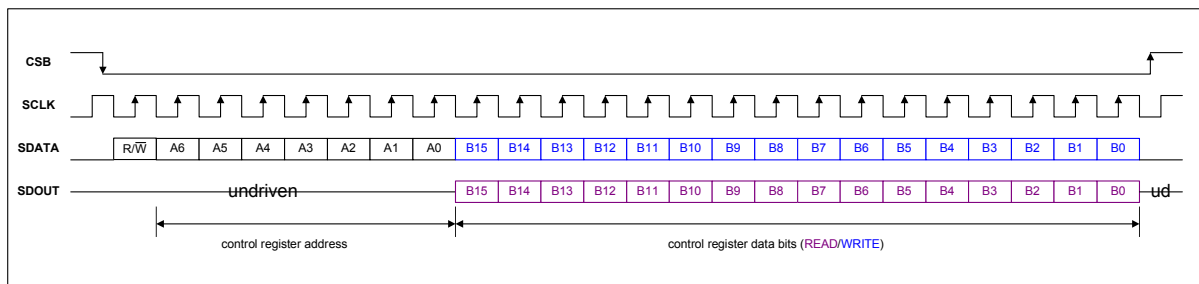 CSB
SCLK
SDATA R/W̅ A6 A5 A4 A3 A2 A1 A0 B15 B14 B13 B12 B11 B10 B9 B8 B7 B6 B5 B4 B3 B2 B1 B0
SDOUT undriven B15 B14 B13 B12 B11 B10 B9 B8 B7 B6 B5 B4 B3 B2 B1 B0 ud
control register address control register data bits (READ/WRITE)